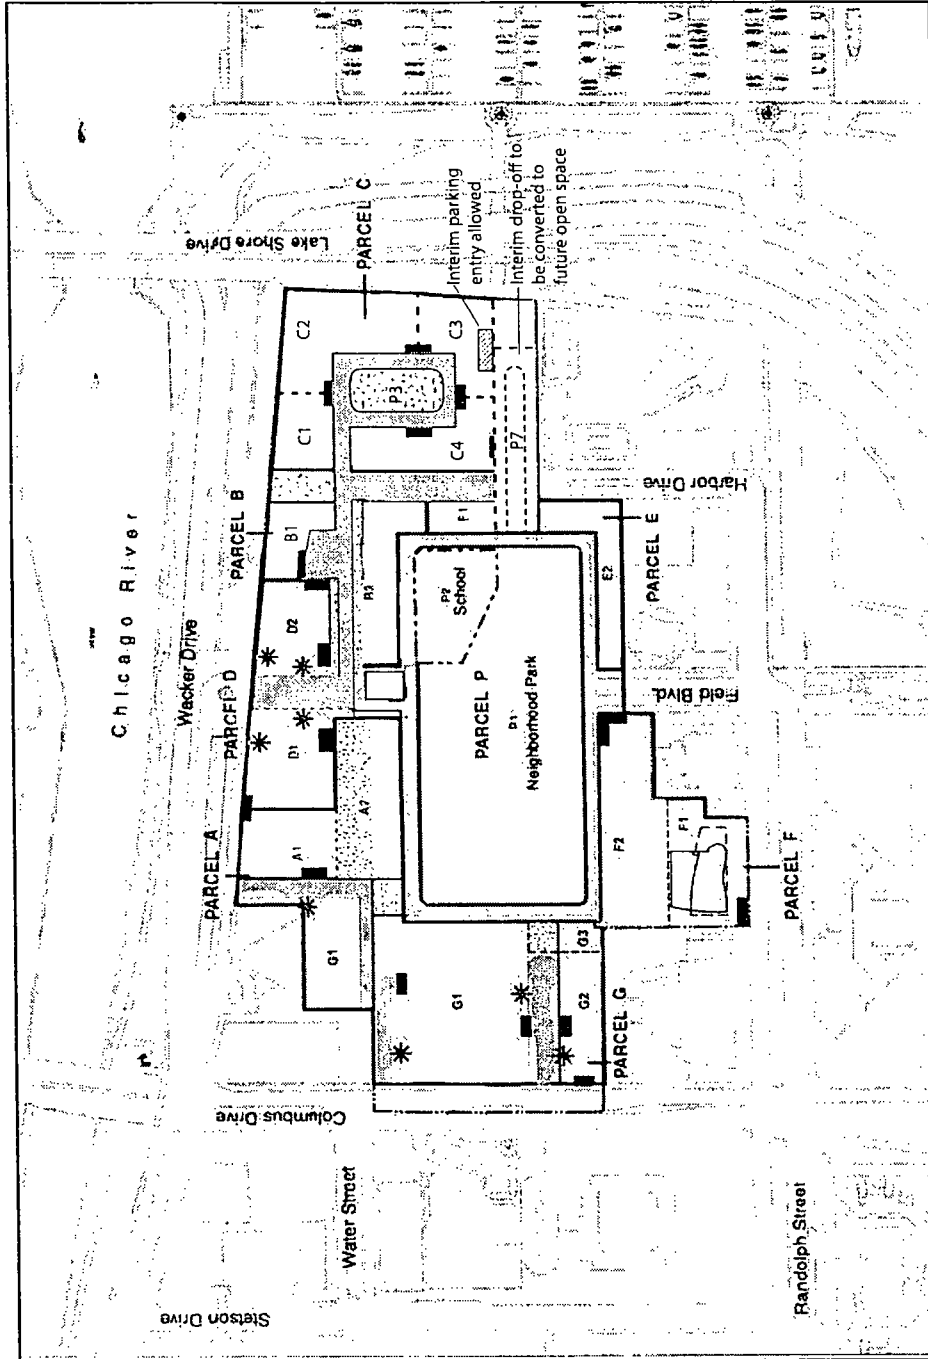 Chicago River
Wacker Drive
Lake Shore Drive
PARCEL C
PARCEL B
PARCEL D
PARCEL A
C2
C1
P3
C3
C4
Interim parking
entry allowed
Interim drop-off to
be converted to
future open space
P7
B1
D2
D1
A1
Harbor Drive
E2
PARCEL E
P2
School
PARCEL P
P1
Neighborhood Park
Field Blvd.
F2
F1
PARCEL F
G1
G1
G3
G2
PARCEL G
Columbus Drive
Water Street
Stetson Drive
Randolph Street